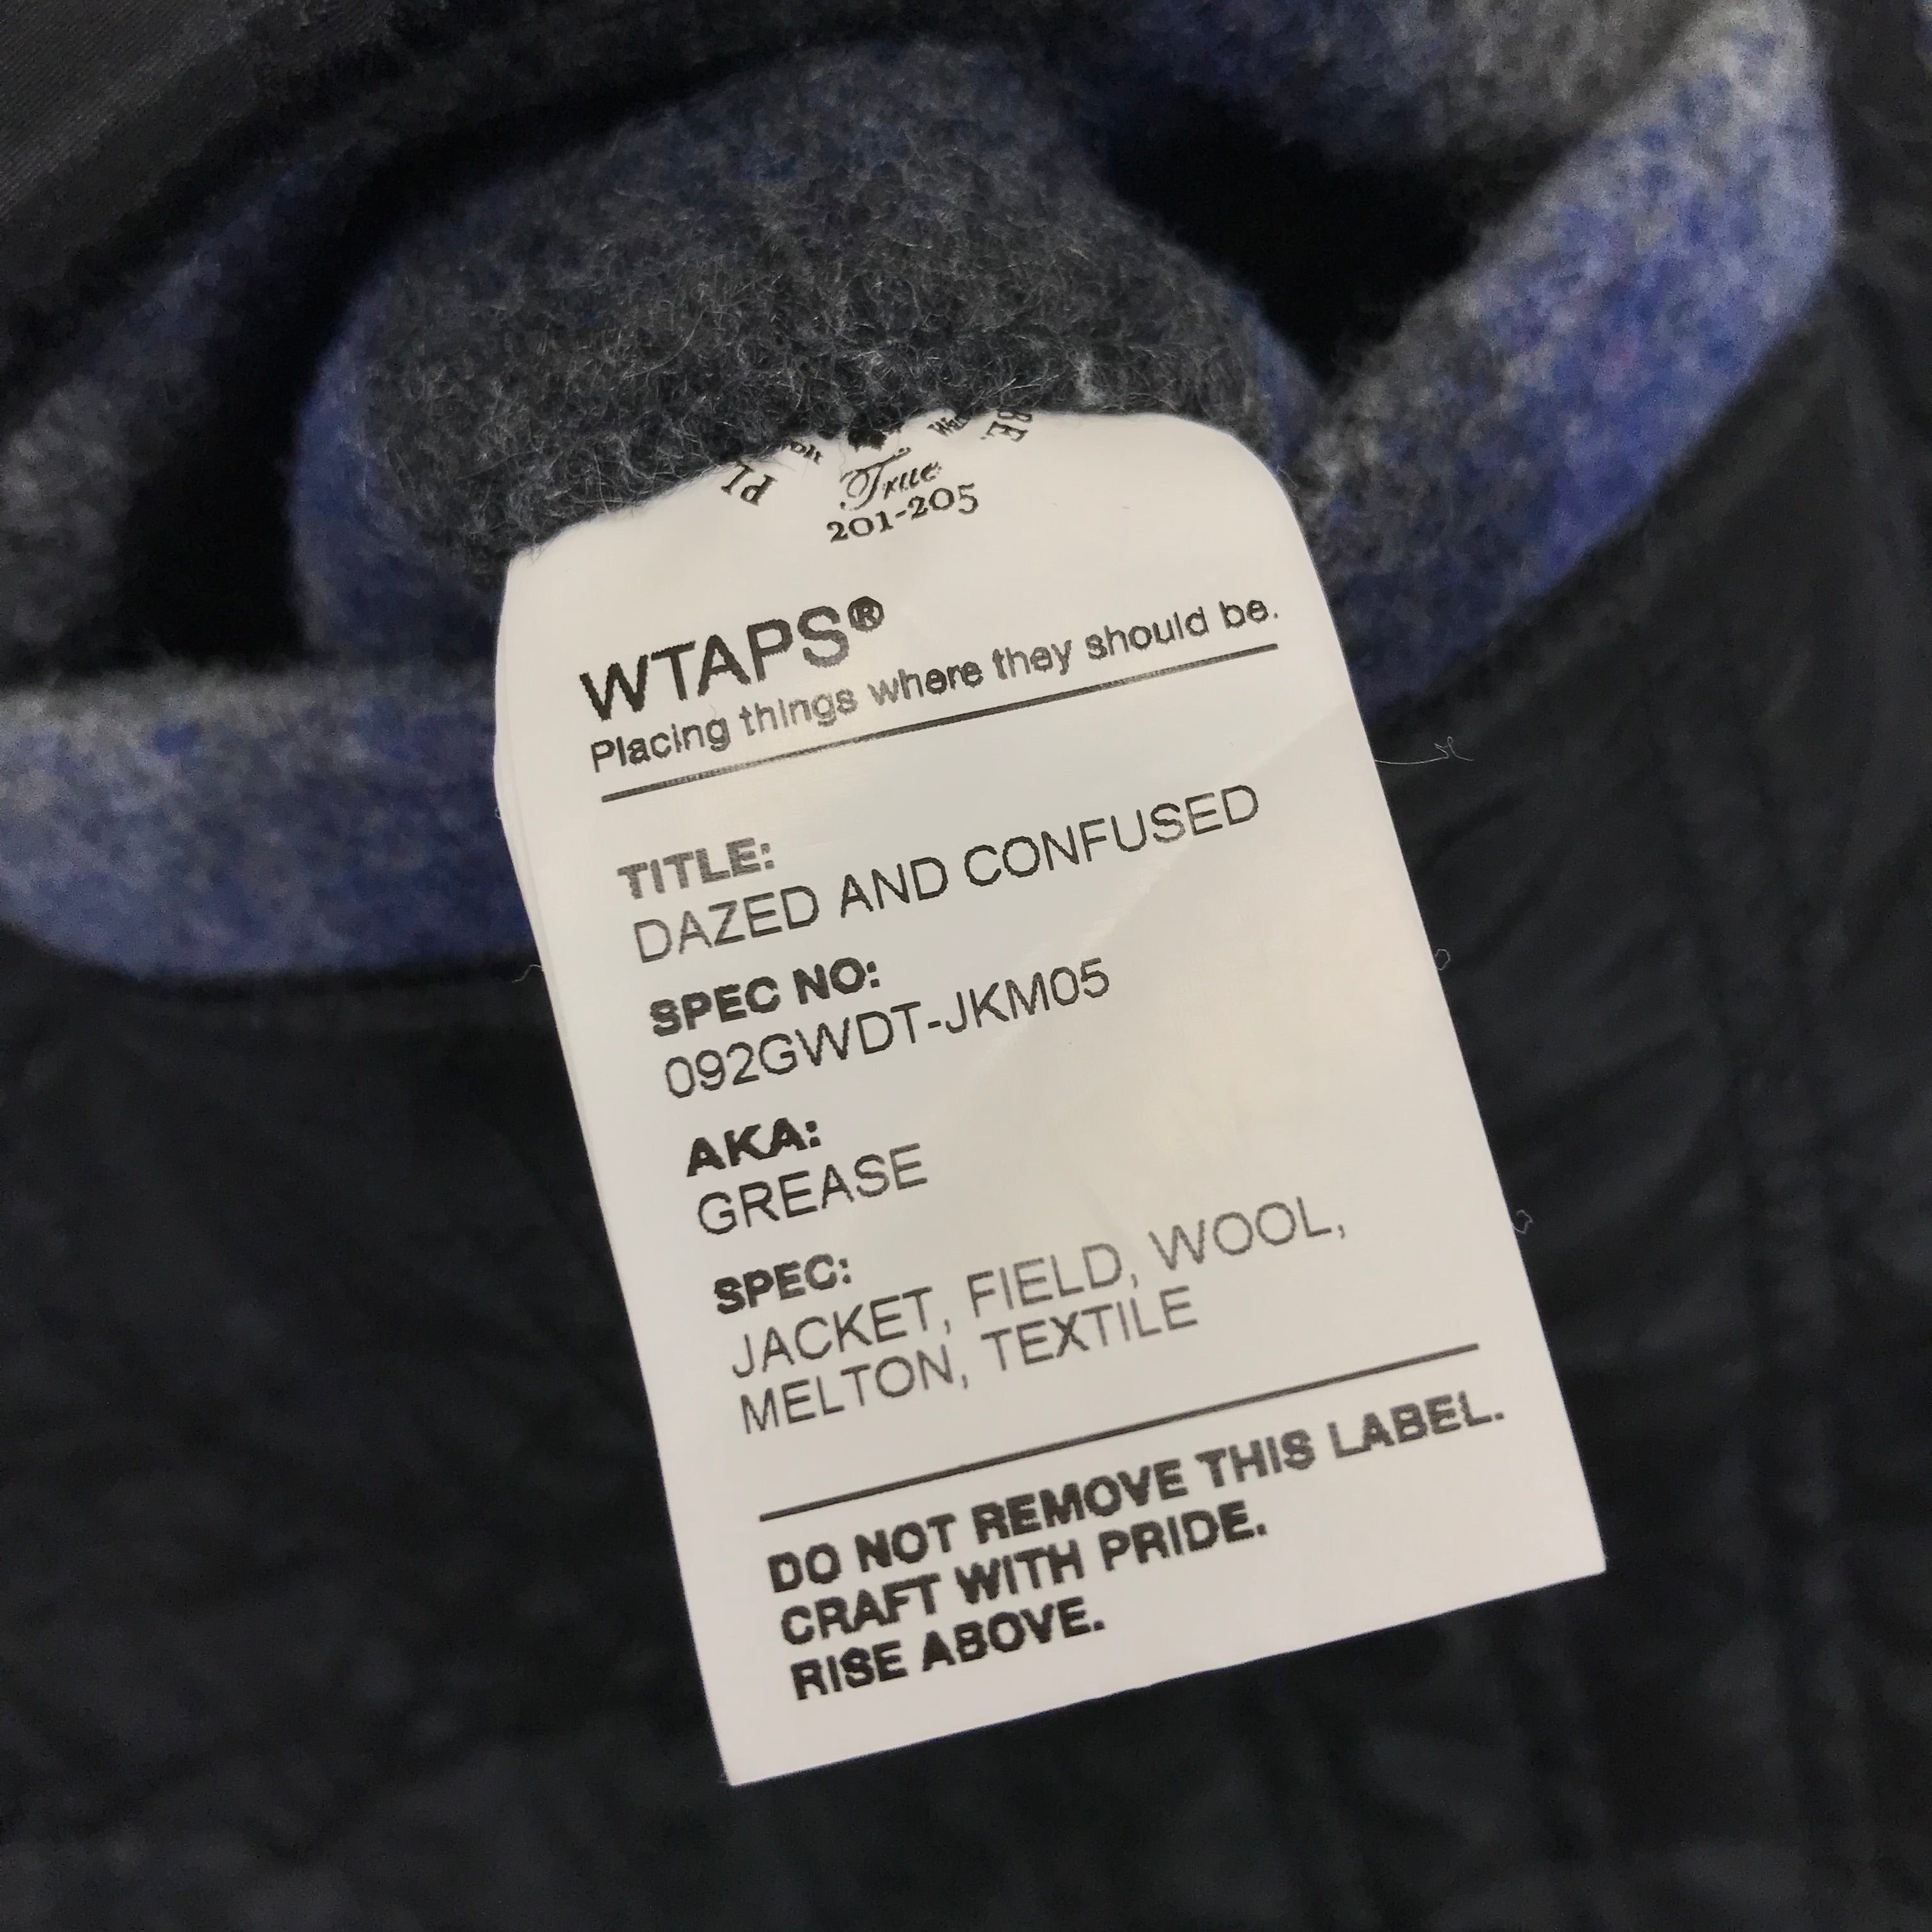 True
201-205
WTAPS®
Placing things where they should be.
TITLE:
DAZED AND CONFUSED
SPEC NO:
092GWDT-JKM05
AKA:
GREASE
SPEC:
JACKET, FIELD, WOOL,
MELTON, TEXTILE
DO NOT REMOVE THIS LABEL.
CRAFT WITH PRIDE.
RISE ABOVE.